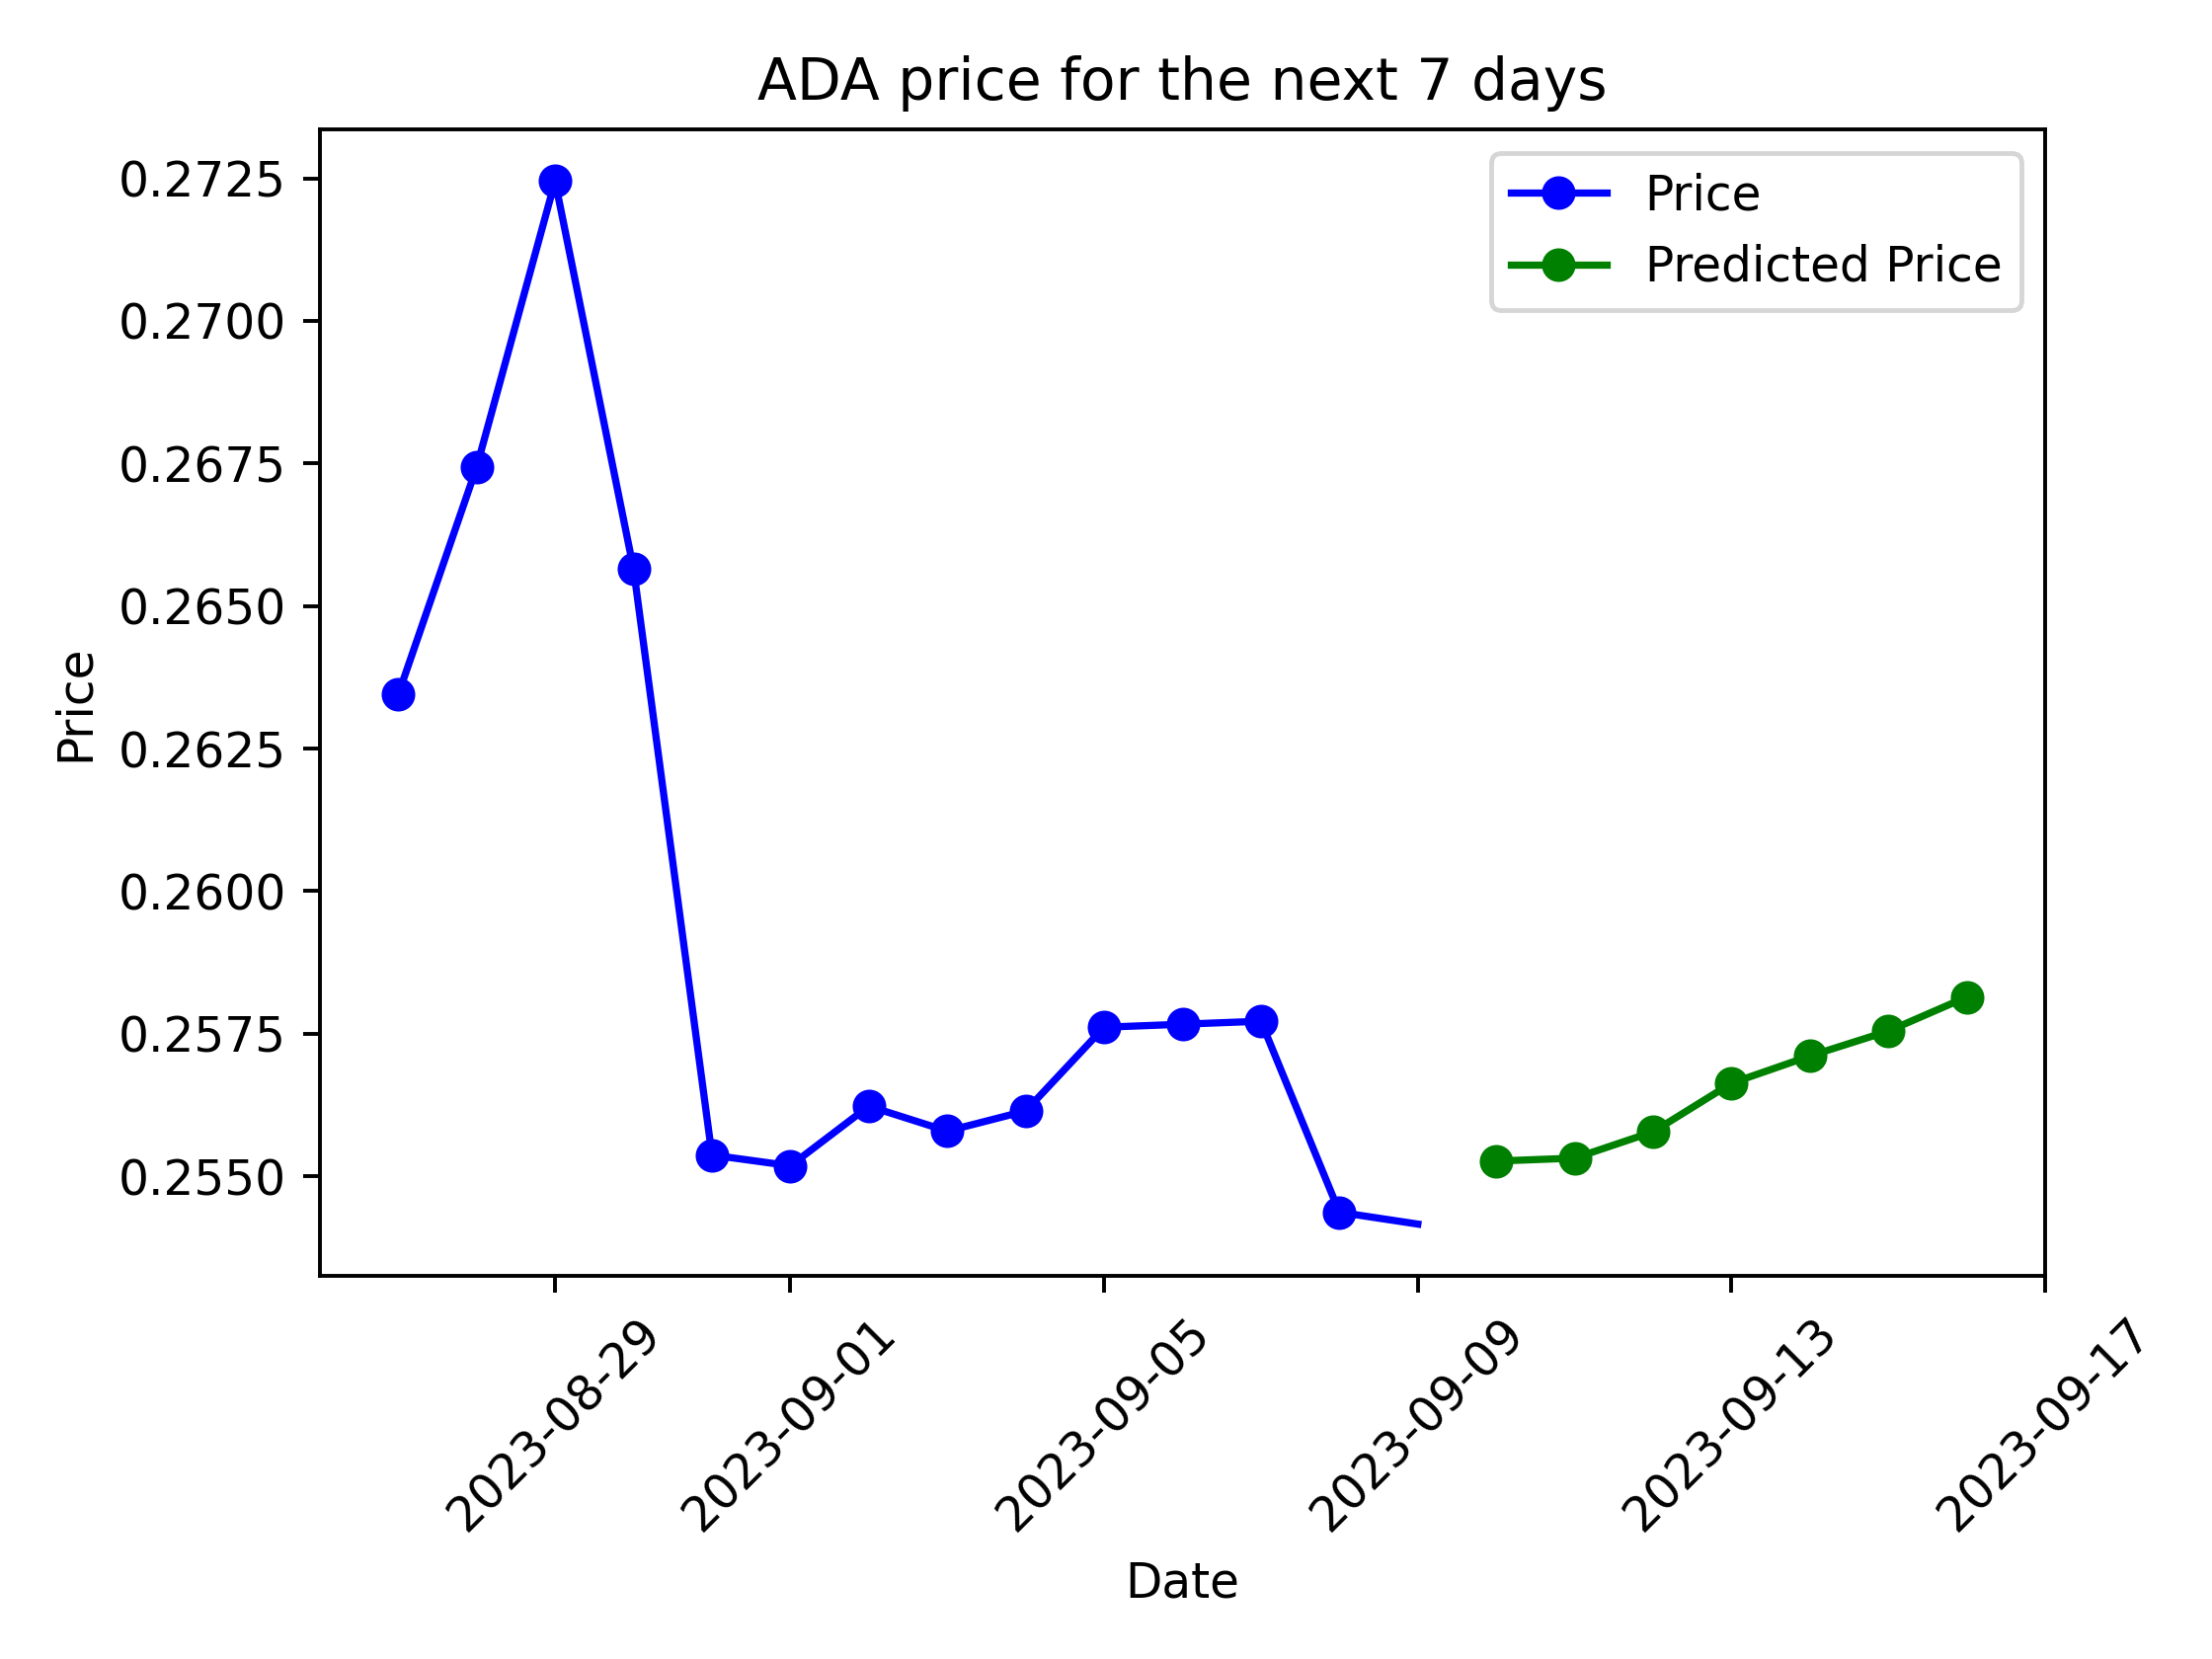 ADA price for the next 7 days
Price
Predicted Price
0.2725
0.2700
0.2675
0.2650
0.2625
0.2600
0.2575
0.2550
Price
2023-08-29
2023-09-01
2023-09-05
2023-09-09
2023-09-13
2023-09-17
Date